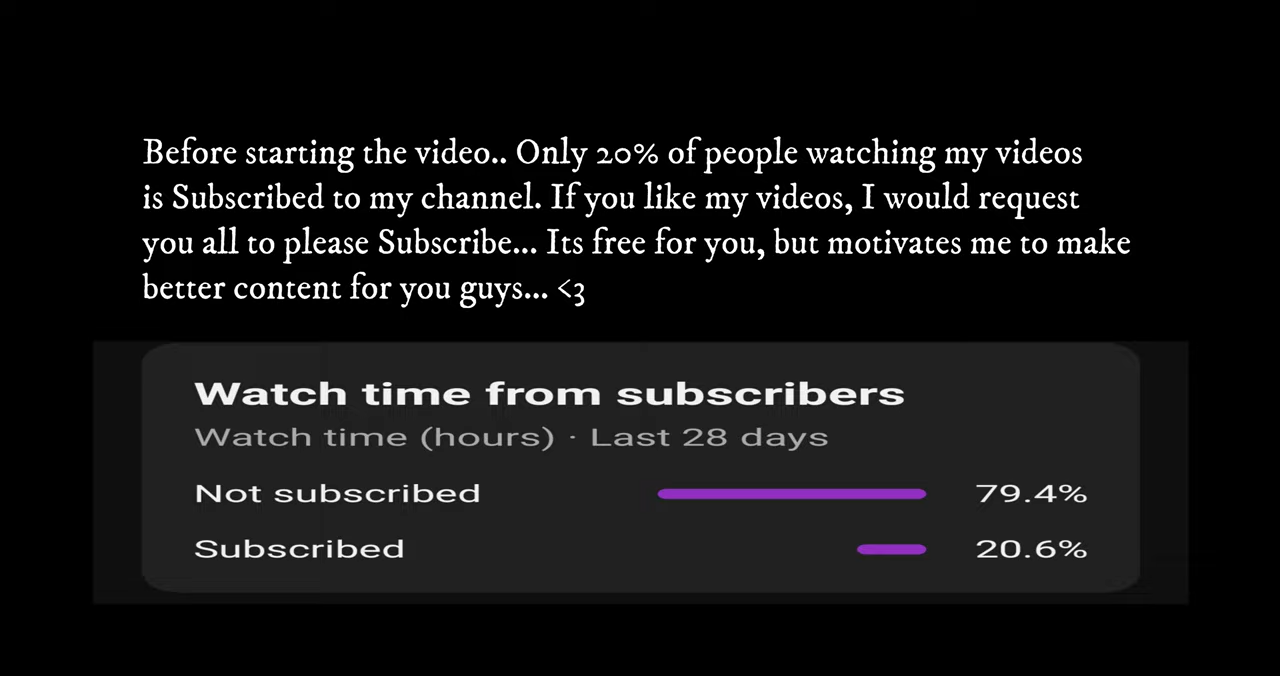 Before starting the video.. Only 20% of people watching my videos
is Subscribed to my channel. If you like my videos, I would request
you all to please Subscribe... Its free for you, but motivates me to make
better content for you guys... <3
Watch time from subscribers
Watch time (hours) · Last 28 days
Not subscribed 79.4%
Subscribed 20.6%